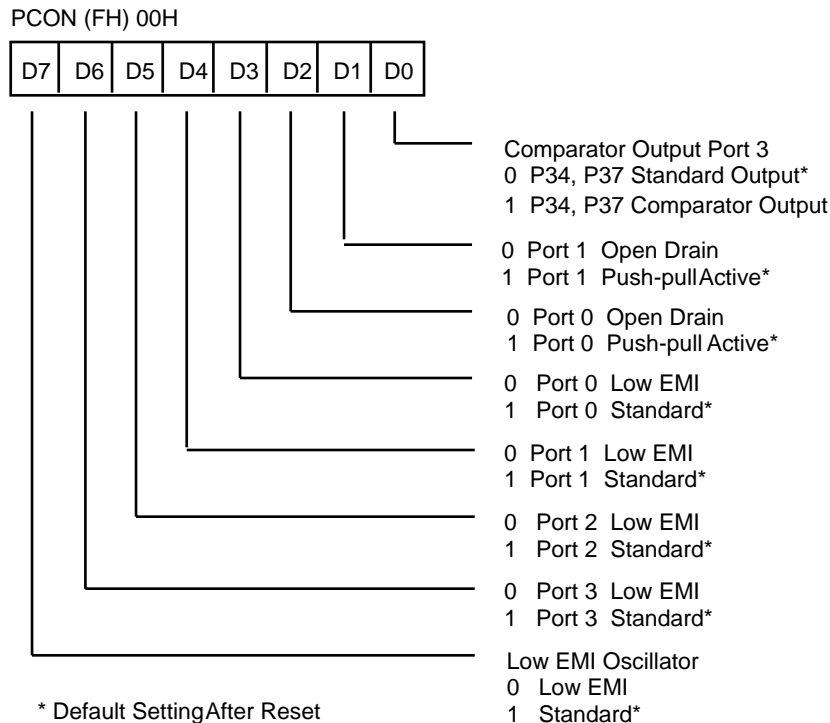 PCON (FH) 00H
D7 D6 D5 D4 D3 D2 D1 D0
Comparator Output Port 3
0 P34, P37 Standard Output*
1 P34, P37 Comparator Output
0 Port 1 Open Drain
1 Port 1 Push-pullActive*
0 Port 0 Open Drain
1 Port 0 Push-pull Active*
0 Port 0 Low EMI
1 Port 0 Standard*
0 Port 1 Low EMI
1 Port 1 Standard*
0 Port 2 Low EMI
1 Port 2 Standard*
0 Port 3 Low EMI
1 Port 3 Standard*
Low EMI Oscillator
0 Low EMI
1 Standard*
* Default SettingAfter Reset